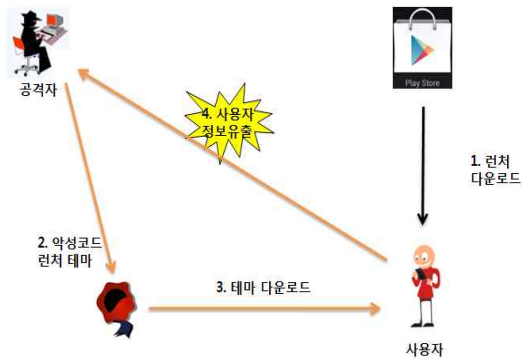 공격자
Play Store
4. 사용자
정보유출
1. 런처
다운로드
2. 악성코드
런처 테마
3. 테마 다운로드
사용자